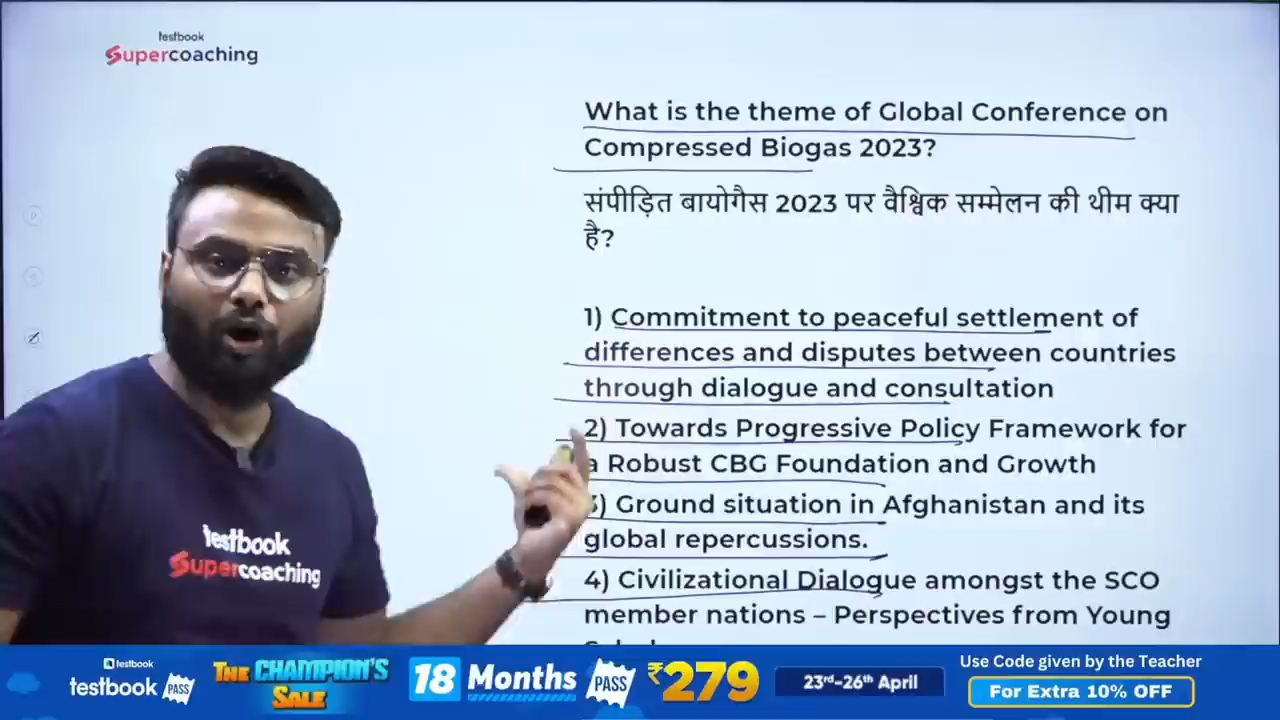 testbook
Supercoaching
What is the theme of Global Conference on
Compressed Biogas 2023?
संपीड़ित बायोगैस 2023 पर वैश्विक सम्मेलन की थीम क्या
है?
1) Commitment to peaceful settlement of
differences and disputes between countries
through dialogue and consultation
2) Towards Progressive Policy Framework for
a Robust CBG Foundation and Growth
3) Ground situation in Afghanistan and its
global repercussions.
4) Civilizational Dialogue amongst the SCO
member nations – Perspectives from Young
testbook
Supercoaching
testbook
testbook PASS
THE CHAMPION'S
SALE
18 Months PASS ₹279
23rd-26th April
Use Code given by the Teacher
For Extra 10% OFF